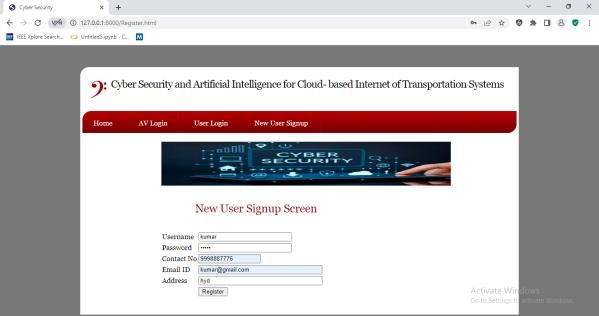 Cyber Security
127.0.0.1:8000/Register.html
IEEE Xplore Search...
Untitled5.ipynb - C...
M
Cyber Security and Artificial Intelligence for Cloud- based Internet of Transportation Systems
Home AV Login User Login New User Signup
CYBER
SECURITY
New User Signup Screen
Username kumar
Password •••••
Contact No 9998887776
Email ID kumar@gmail.com
Address hyd
Register
Activate Windows
Go to Settings to activate Windows.